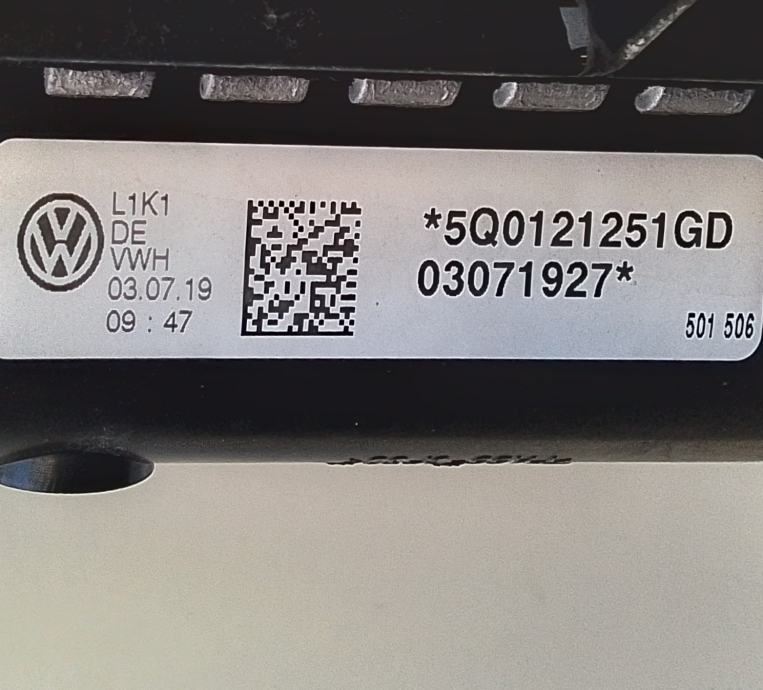 L1K1
DE
VWH
03.07.19
09 : 47
*5Q0121251GD
03071927*
501 506